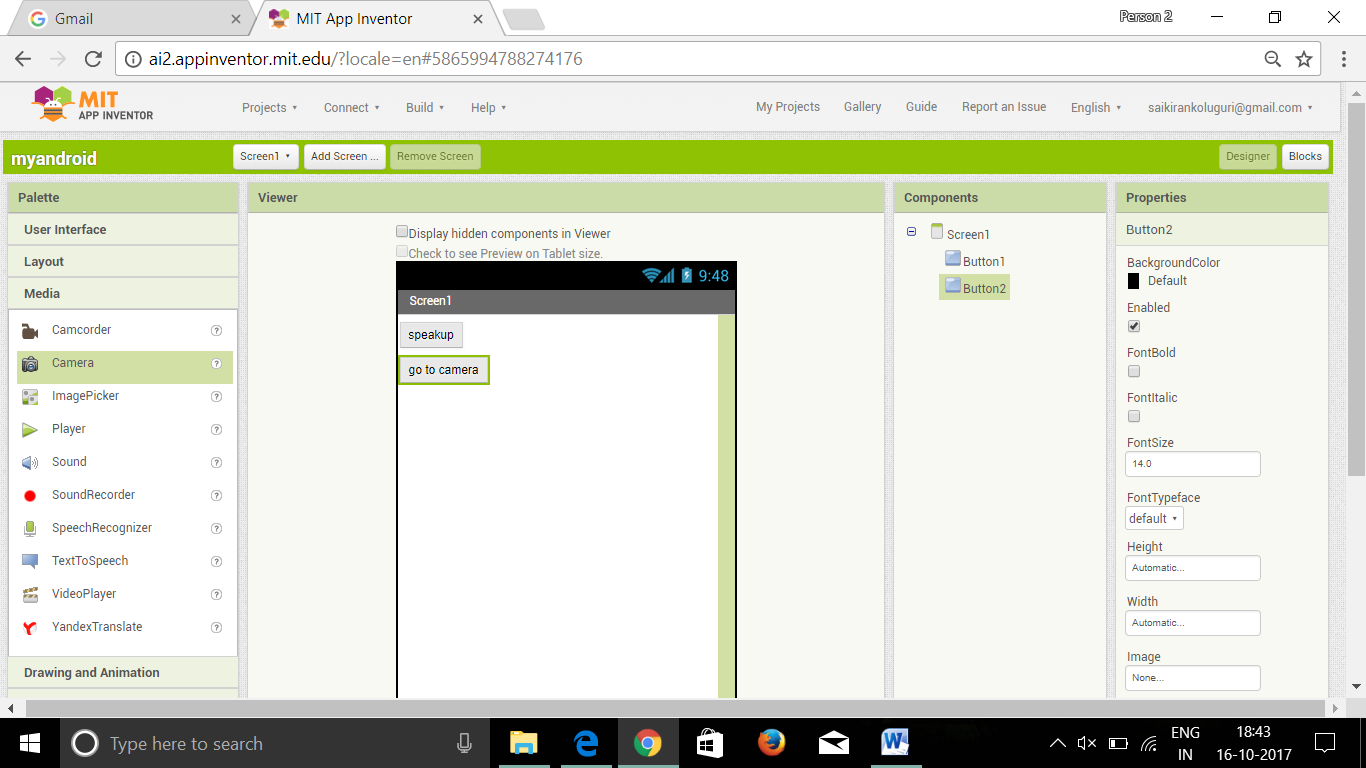 Gmail
MIT App Inventor
Person 2
ai2.appinventor.mit.edu/?locale=en#5865994788274176
MIT
APP INVENTOR
Projects
Connect
Build
Help
My Projects
Gallery
Guide
Report an Issue
English
saikirankoluguri@gmail.com
myandroid
Screen1
Add Screen ...
Remove Screen
Designer
Blocks
Palette
User Interface
Layout
Media
Camcorder
?
Camera
?
ImagePicker
?
Player
?
Sound
?
SoundRecorder
?
SpeechRecognizer
?
TextToSpeech
?
VideoPlayer
?
YandexTranslate
?
Drawing and Animation
Viewer
Display hidden components in Viewer
Check to see Preview on Tablet size.
9:48
Screen1
speakup
go to camera
Components
Screen1
Button1
Button2
Properties
Button2
BackgroundColor
Default
Enabled
FontBold
FontItalic
FontSize
14.0
FontTypeface
default
Height
Automatic...
Width
Automatic...
Image
None...
Type here to search
ENG
IN
18:43
16-10-2017